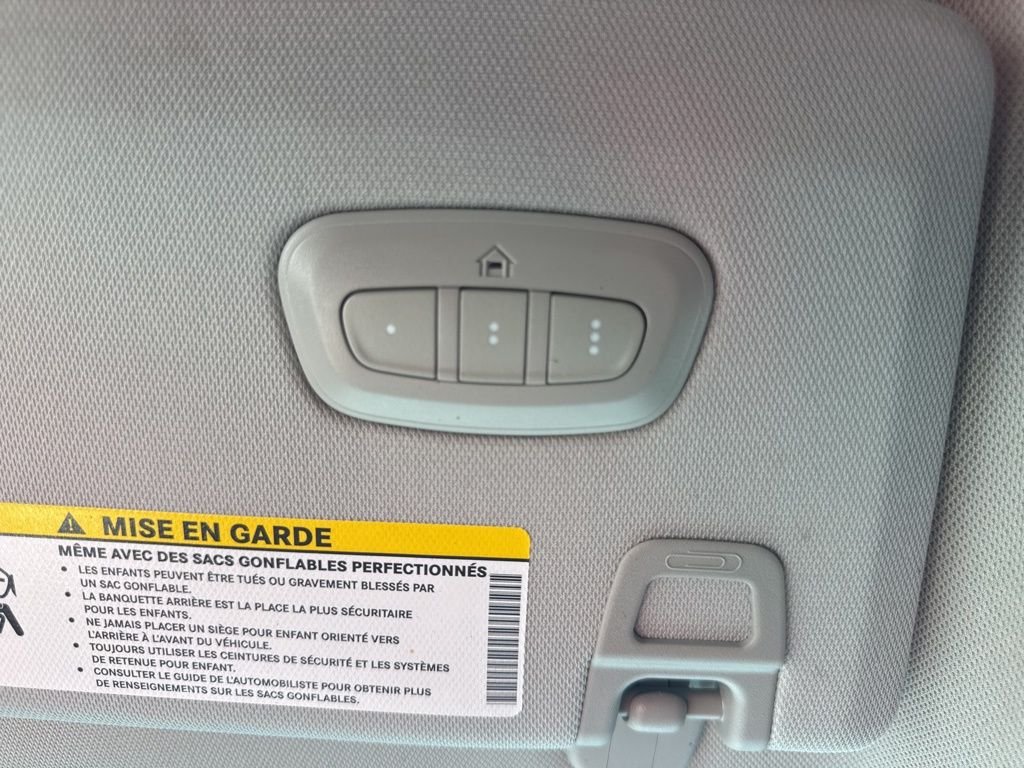 MISE EN GARDE
MÊME AVEC DES SACS GONFLABLES PERFECTIONNÉS
• LES ENFANTS PEUVENT ÊTRE TUÉS OU GRAVEMENT BLESSÉS PAR
UN SAC GONFLABLE.
• LA BANQUETTE ARRIÈRE EST LA PLACE LA PLUS SÉCURITAIRE
POUR LES ENFANTS.
• NE JAMAIS PLACER UN SIÈGE POUR ENFANT ORIENTÉ VERS
L'ARRIÈRE À L'AVANT DU VÉHICULE.
• TOUJOURS UTILISER LES CEINTURES DE SÉCURITÉ ET LES SYSTÈMES
DE RETENUE POUR ENFANT.
• CONSULTER LE GUIDE DE L'AUTOMOBILISTE POUR OBTENIR PLUS
DE RENSEIGNEMENTS SUR LES SACS GONFLABLES.